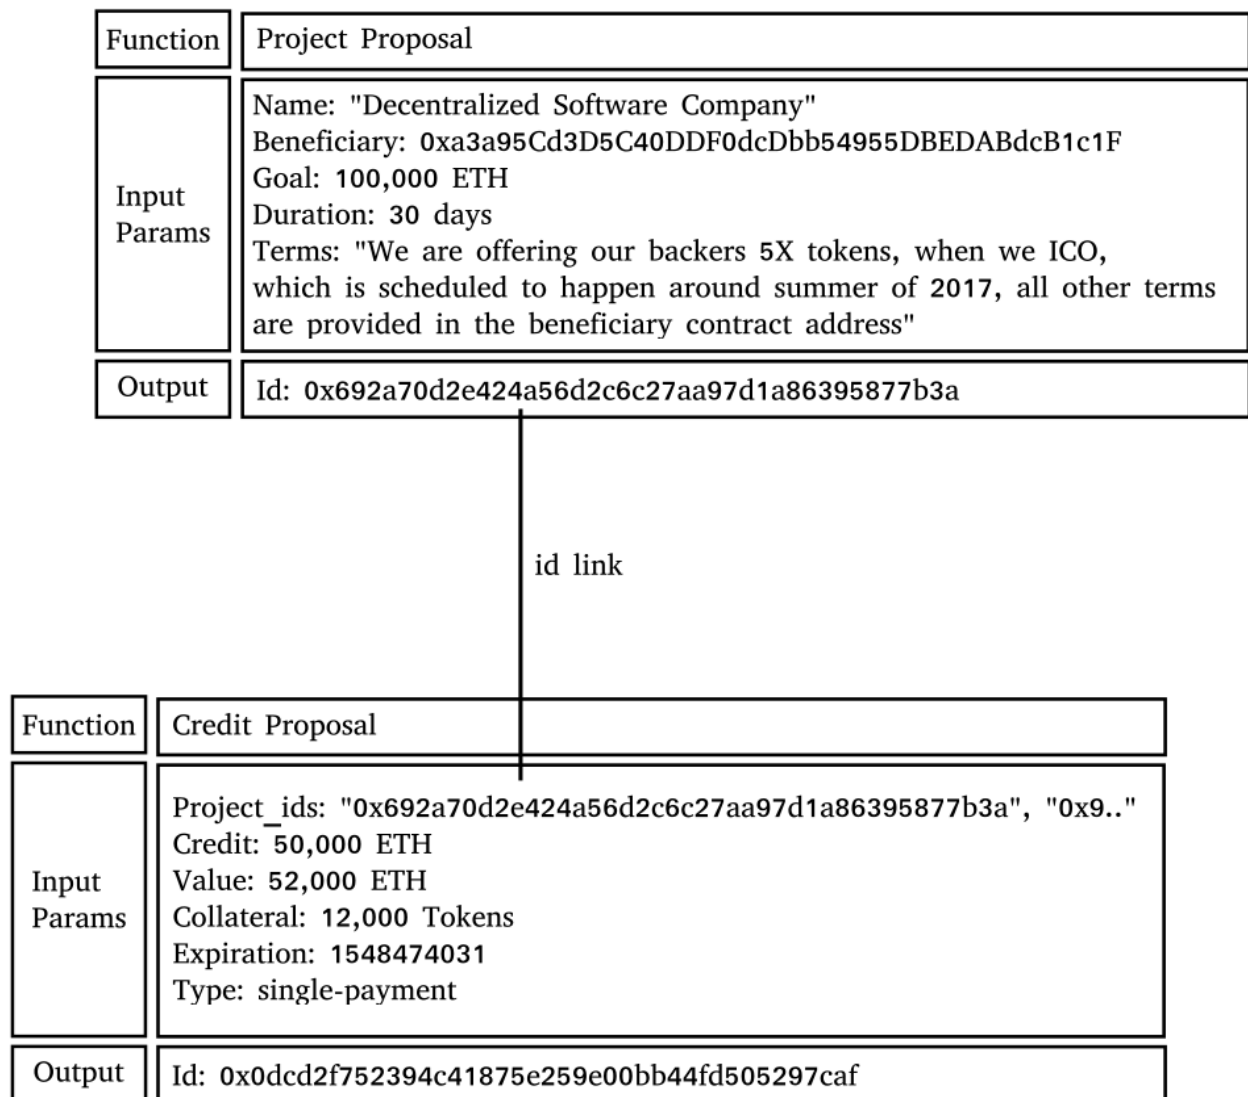 Function
Project Proposal
Input
Params
Name: "Decentralized Software Company"
Beneficiary: 0xa3a95Cd3D5C40DDF0dcDbb54955DBEDABdcB1c1F
Goal: 100,000 ETH
Duration: 30 days
Terms: "We are offering our backers 5X tokens, when we ICO,
which is scheduled to happen around summer of 2017, all other terms
are provided in the beneficiary contract address"
Output
Id: 0x692a70d2e424a56d2c6c27aa97d1a86395877b3a
id link
Function
Credit Proposal
Input
Params
Project_ids: "0x692a70d2e424a56d2c6c27aa97d1a86395877b3a", "0x9.."
Credit: 50,000 ETH
Value: 52,000 ETH
Collateral: 12,000 Tokens
Expiration: 1548474031
Type: single-payment
Output
Id: 0x0dcd2f752394c41875e259e00bb44fd505297caf